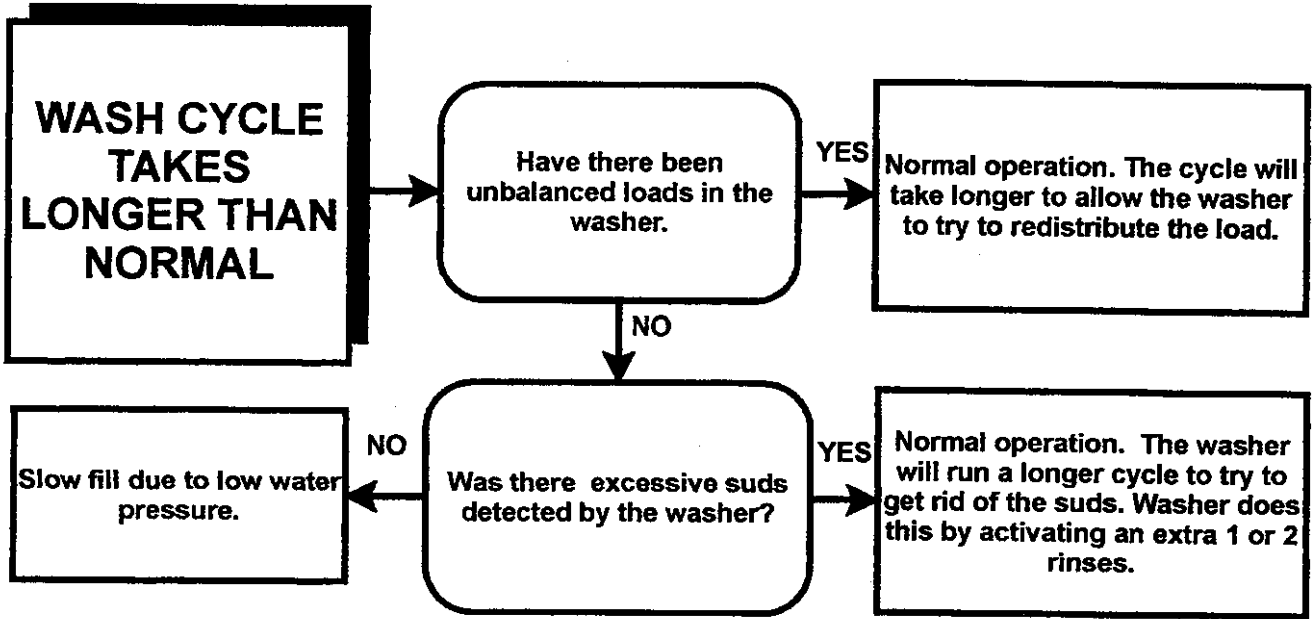 WASH CYCLE
TAKES
LONGER THAN
NORMAL
Have there been
unbalanced loads in the
washer.
YES
Normal operation. The cycle will
take longer to allow the washer
to try to redistribute the load.
NO
Was there  excessive suds
detected by the washer?
YES
Normal operation.  The washer
will run a longer cycle to try to
get rid of the suds. Washer does
this by activating an extra 1 or 2
rinses.
NO
Slow fill due to low water
pressure.